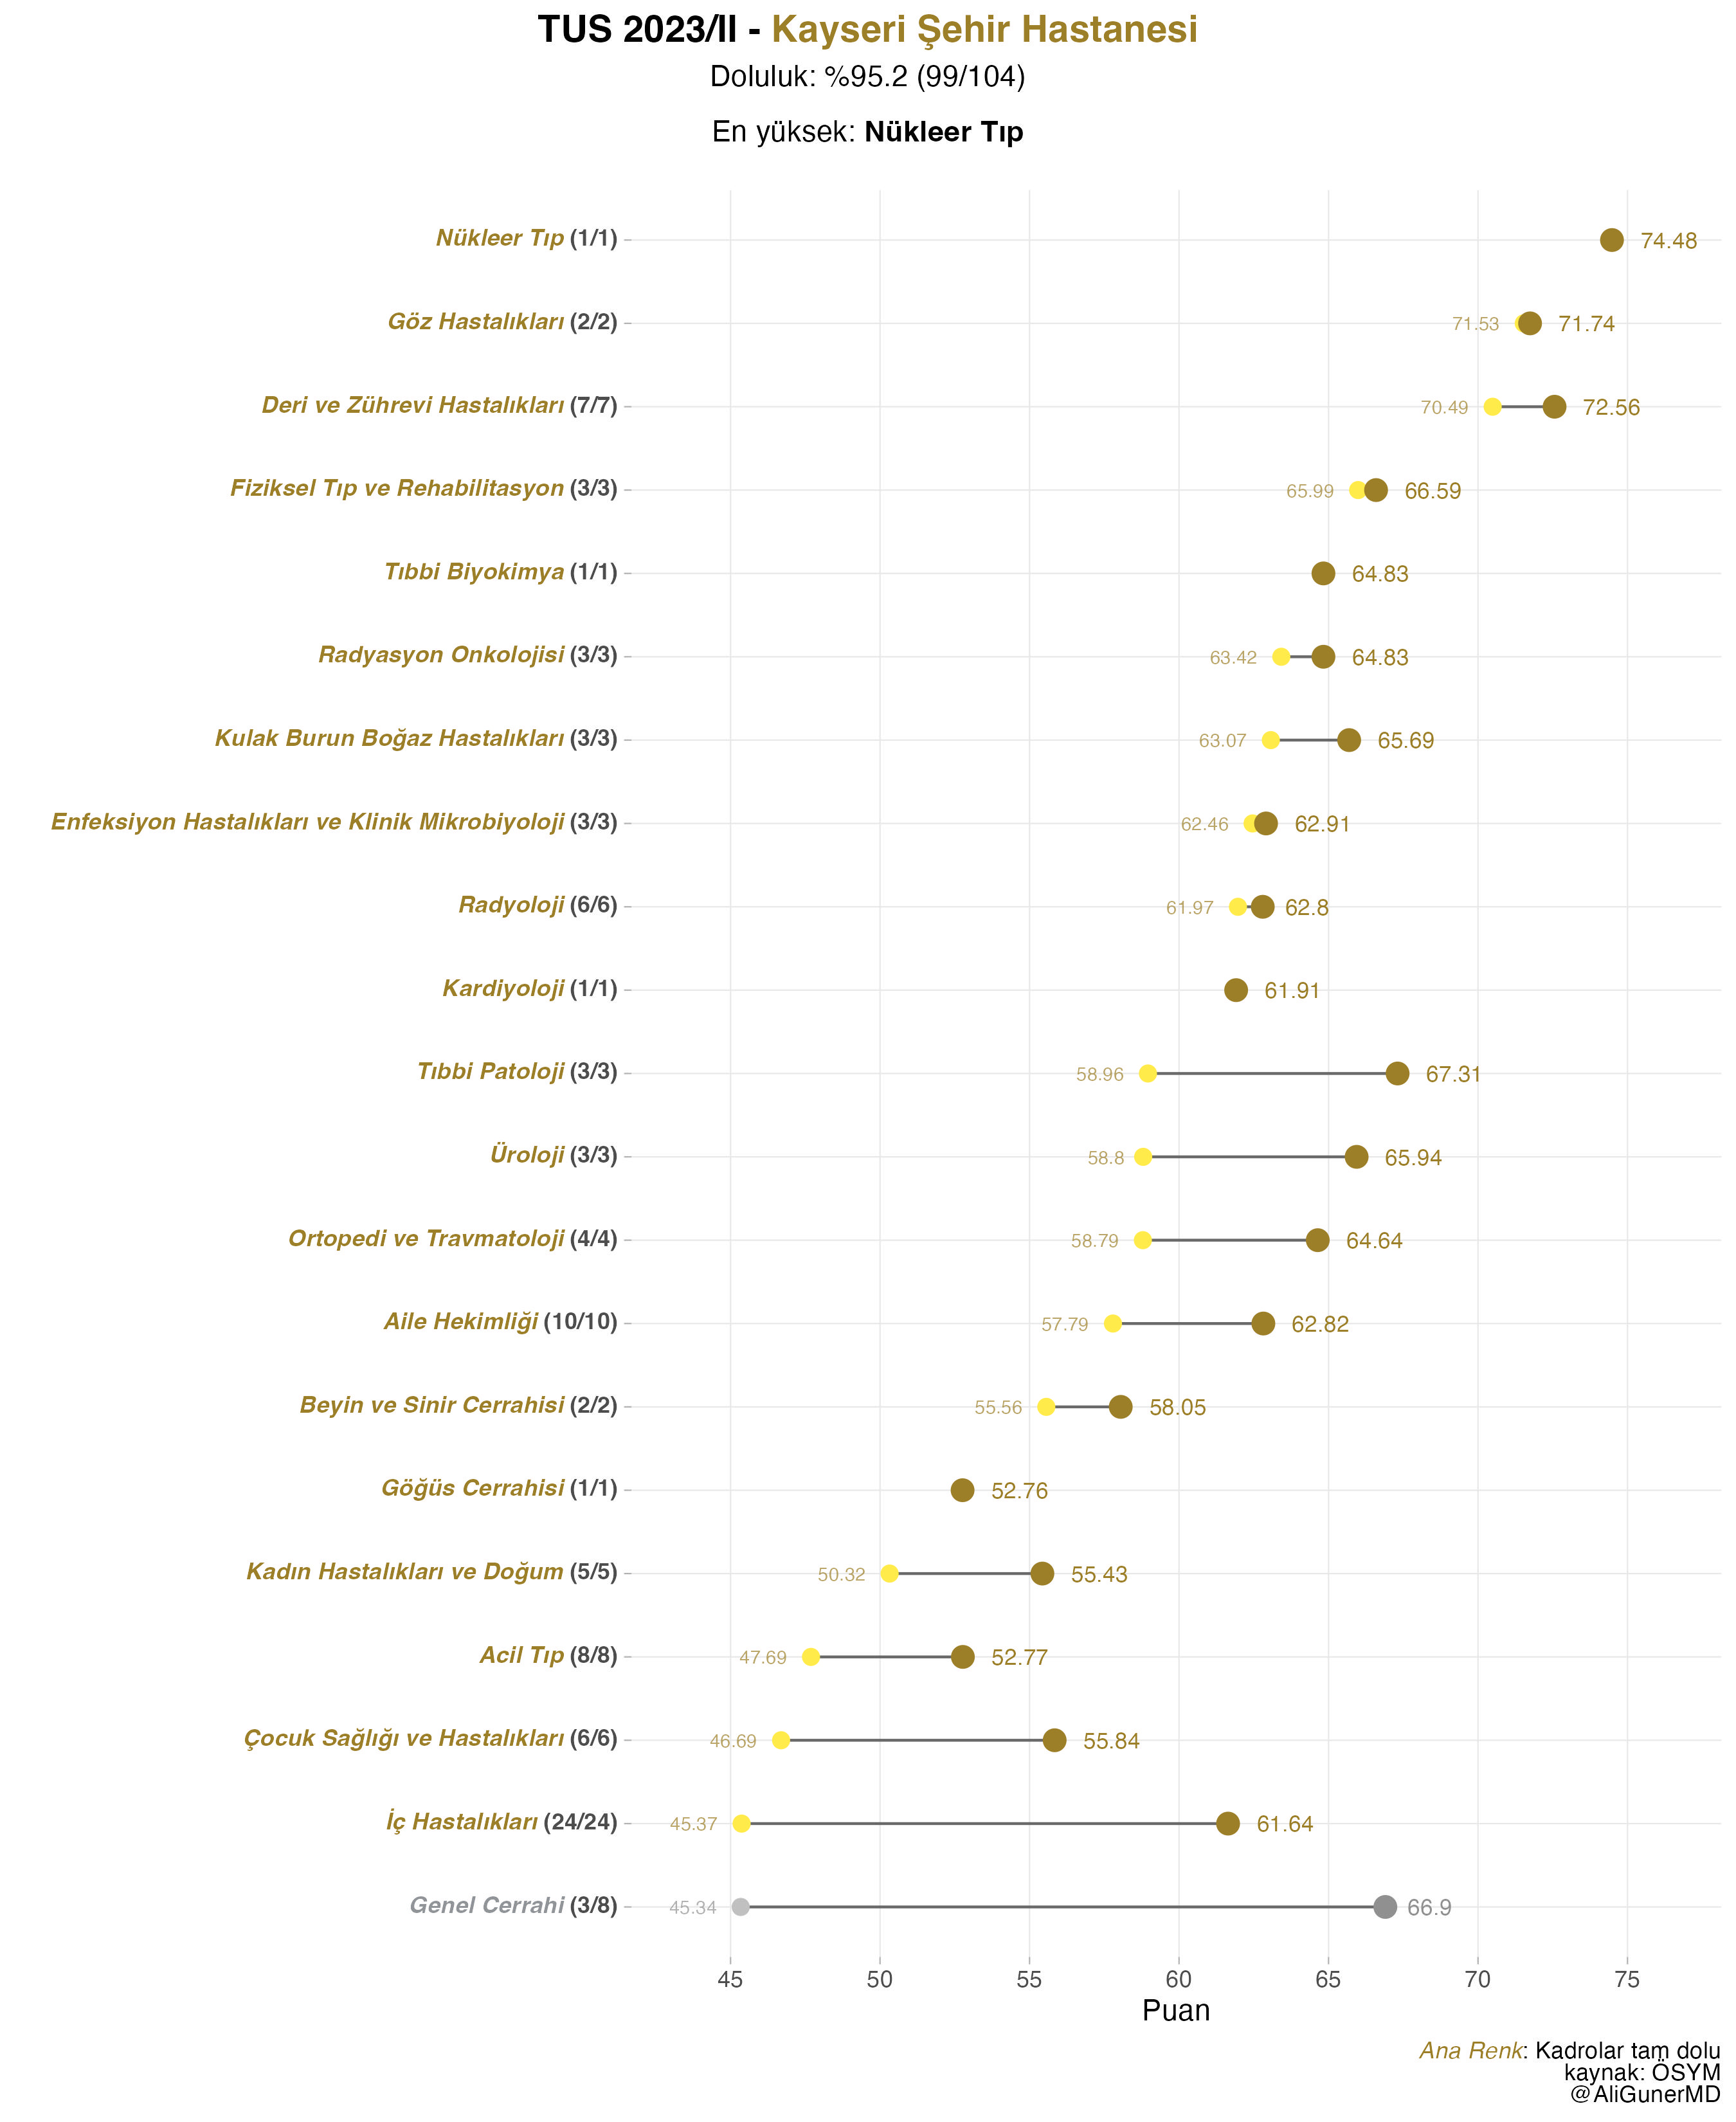 TUS 2023/II - Kayseri Şehir Hastanesi
Doluluk: %95.2 (99/104)
En yüksek: Nükleer Tıp
Nükleer Tıp (1/1) 74.48
Göz Hastalıkları (2/2) 71.53 71.74
Deri ve Zührevi Hastalıkları (7/7) 70.49 72.56
Fiziksel Tıp ve Rehabilitasyon (3/3) 65.99 66.59
Tıbbi Biyokimya (1/1) 64.83
Radyasyon Onkolojisi (3/3) 63.42 64.83
Kulak Burun Boğaz Hastalıkları (3/3) 63.07 65.69
Enfeksiyon Hastalıkları ve Klinik Mikrobiyoloji (3/3) 62.46 62.91
Radyoloji (6/6) 61.97 62.8
Kardiyoloji (1/1) 61.91
Tıbbi Patoloji (3/3) 58.96 67.31
Üroloji (3/3) 58.8 65.94
Ortopedi ve Travmatoloji (4/4) 58.79 64.64
Aile Hekimliği (10/10) 57.79 62.82
Beyin ve Sinir Cerrahisi (2/2) 55.56 58.05
Göğüs Cerrahisi (1/1) 52.76
Kadın Hastalıkları ve Doğum (5/5) 50.32 55.43
Acil Tıp (8/8) 47.69 52.77
Çocuk Sağlığı ve Hastalıkları (6/6) 46.69 55.84
İç Hastalıkları (24/24) 45.37 61.64
Genel Cerrahi (3/8) 45.34 66.9
45 50 55 60 65 70 75
Puan
Ana Renk: Kadrolar tam dolu
kaynak: ÖSYM
@AliGunerMD